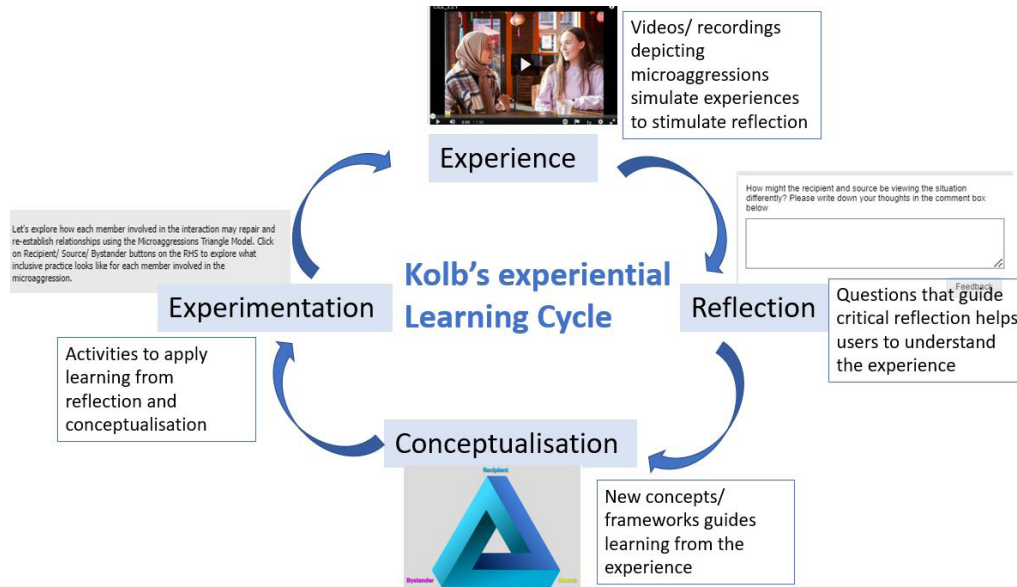 Videos/ recordings
depicting
microaggressions
simulate experiences
to stimulate reflection
Experience
How might the recipient and source be viewing the situation
differently? Please write down your thoughts in the comment box
below
Feedback
Let's explore how each member involved in the interaction may repair and
re-establish relationships using the Microaggressions Triangle Model. Click
on Recipient/ Source/ Bystander buttons on the RHS to explore what
inclusive practice looks like for each member involved in the
microaggression.
Kolb's experiential
Learning Cycle
Experimentation
Reflection
Questions that guide
critical reflection helps
users to understand
the experience
Activities to apply
learning from
reflection and
conceptualisation
Conceptualisation
Recipient
Bystander
Source
New concepts/
frameworks guides
learning from the
experience